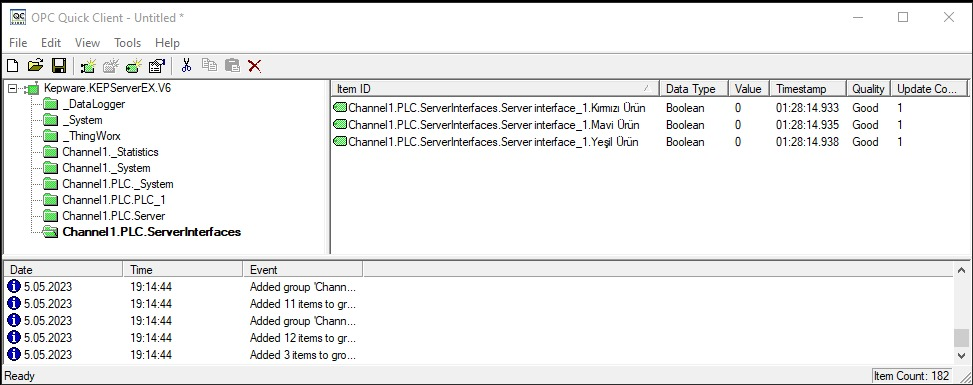 OPC Quick Client - Untitled *
File Edit View Tools Help
Kepware.KEPServerEX.V6
_DataLogger
_System
_ThingWorx
Channel1._Statistics
Channel1._System
Channel1.PLC._System
Channel1.PLC.PLC_1
Channel1.PLC.Server
Channel1.PLC.ServerInterfaces
Item ID Data Type Value Timestamp Quality Update Co...
Channel1.PLC.ServerInterfaces.Server interface_1.Kırmızı Ürün Boolean 0 01:28:14.933 Good 1
Channel1.PLC.ServerInterfaces.Server interface_1.Mavi Ürün Boolean 0 01:28:14.935 Good 1
Channel1.PLC.ServerInterfaces.Server interface_1.Yeşil Ürün Boolean 0 01:28:14.938 Good 1
Date Time Event
5.05.2023 19:14:44 Added group 'Chann...
5.05.2023 19:14:44 Added 11 items to gr...
5.05.2023 19:14:44 Added group 'Chann...
5.05.2023 19:14:44 Added 12 items to gr...
5.05.2023 19:14:44 Added 3 items to gro...
Ready Item Count: 182